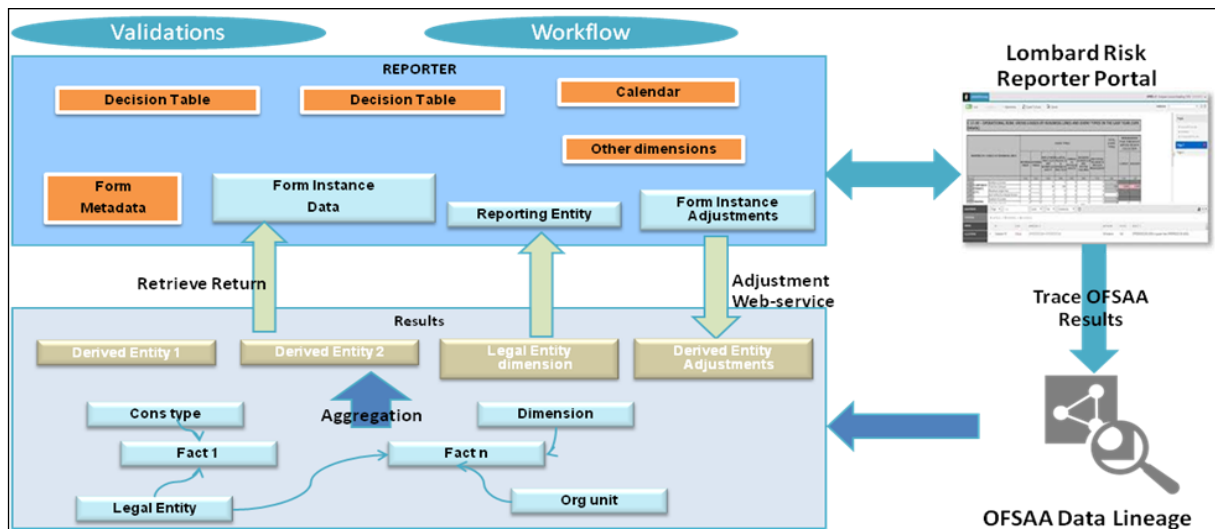 Validations
Workflow
REPORTER
Lombard Risk
Reporter Portal
Decision Table
Decision Table
Calendar
Other dimensions
Form
Metadata
Form Instance
Data
Reporting Entity
Form Instance
Adjustments
Retrieve Return
Adjustment
Web-service
Trace OFSAA
Results
Results
Derived Entity 1
Derived Entity 2
Legal Entity
dimension
Derived Entity
Adjustments
Cons type
Aggregation
Dimension
Fact 1
Fact n
Legal Entity
Org unit
OFSAA Data Lineage